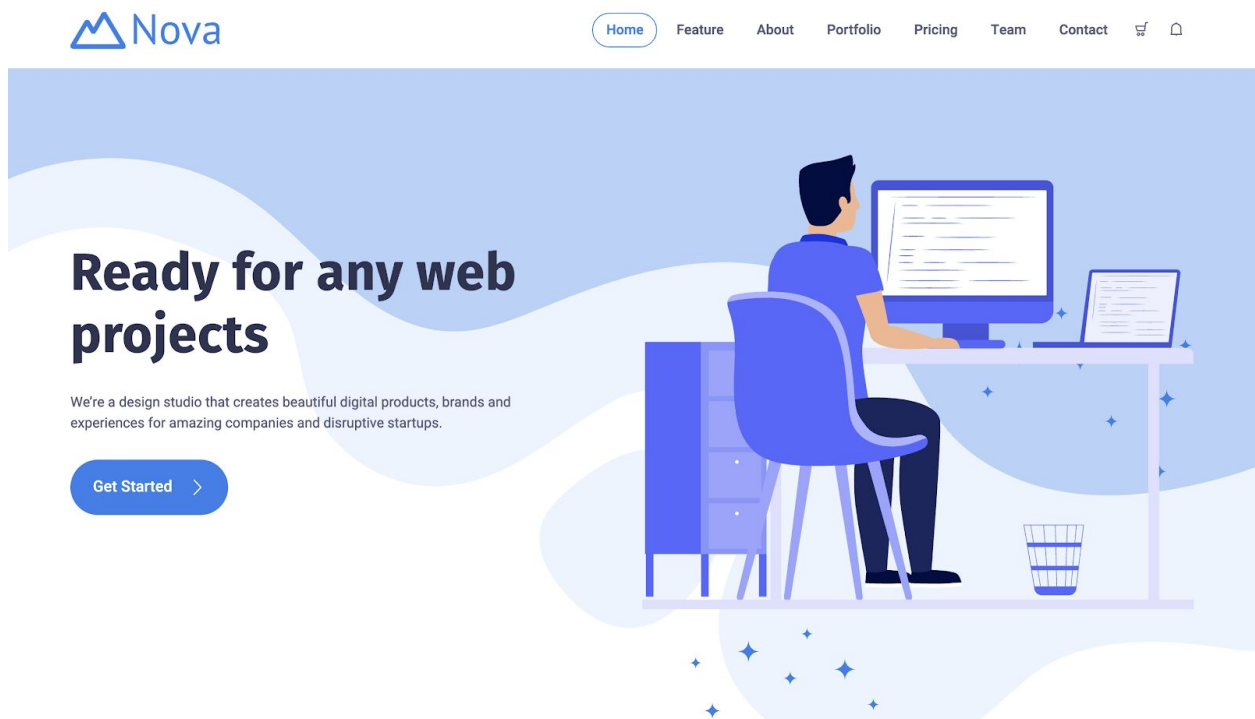 Nova
Home Feature About Portfolio Pricing Team Contact
Ready for any web
projects
We’re a design studio that creates beautiful digital products, brands and
experiences for amazing companies and disruptive startups.
Get Started